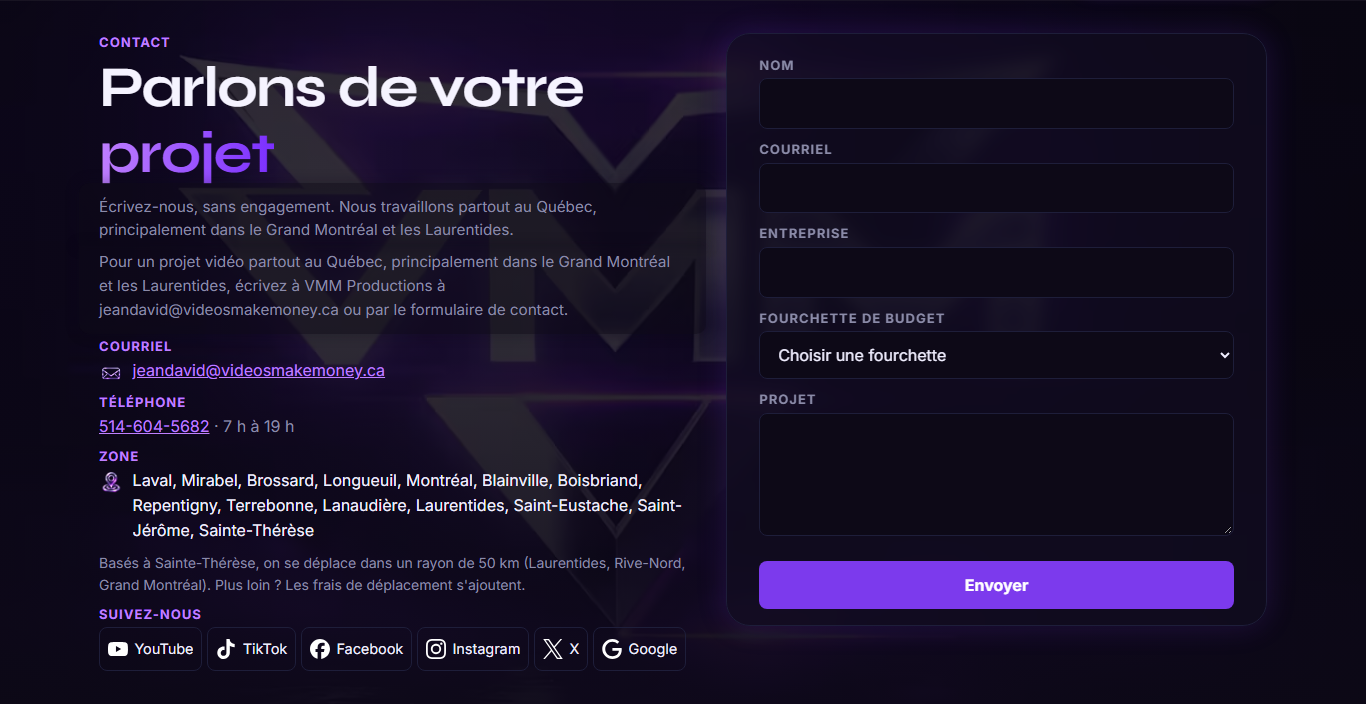 CONTACT
Parlons de votre
projet
Écrivez-nous, sans engagement. Nous travaillons partout au Québec,
principalement dans le Grand Montréal et les Laurentides.
Pour un projet vidéo partout au Québec, principalement dans le Grand Montréal
et les Laurentides, écrivez à VMM Productions à
jeandavid@videosmakemoney.ca ou par le formulaire de contact.
COURRIEL
jeandavid@videosmakemoney.ca
TÉLÉPHONE
514-604-5682 · 7 h à 19 h
ZONE
Laval, Mirabel, Brossard, Longueuil, Montréal, Blainville, Boisbriand,
Repentigny, Terrebonne, Lanaudière, Laurentides, Saint-Eustache, Saint-
Jérôme, Sainte-Thérèse
Basés à Sainte-Thérèse, on se déplace dans un rayon de 50 km (Laurentides, Rive-Nord,
Grand Montréal). Plus loin ? Les frais de déplacement s'ajoutent.
SUIVEZ-NOUS
YouTube TikTok Facebook Instagram X Google
NOM
COURRIEL
ENTREPRISE
FOURCHETTE DE BUDGET
Choisir une fourchette
PROJET
Envoyer